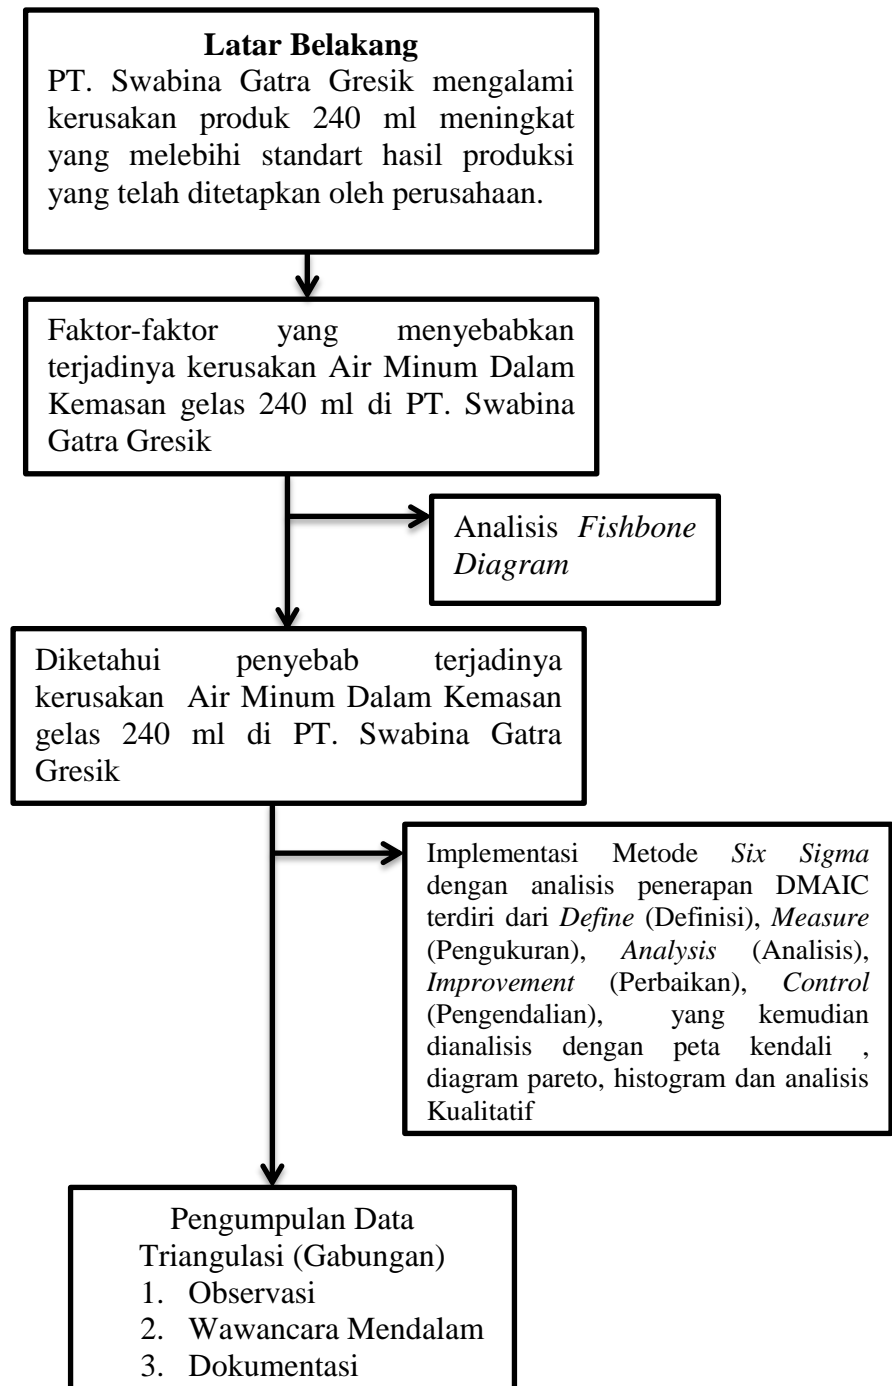 Latar Belakang
PT. Swabina Gatra Gresik mengalami
kerusakan produk 240 ml meningkat
yang melebihi standart hasil produksi
yang telah ditetapkan oleh perusahaan.
Faktor-faktor yang menyebabkan
terjadinya kerusakan Air Minum Dalam
Kemasan gelas 240 ml di PT. Swabina
Gatra Gresik
Analisis Fishbone
Diagram
Diketahui penyebab terjadinya
kerusakan Air Minum Dalam Kemasan
gelas 240 ml di PT. Swabina Gatra
Gresik
Implementasi Metode Six Sigma
dengan analisis penerapan DMAIC
terdiri dari Define (Definisi), Measure
(Pengukuran), Analysis (Analisis),
Improvement (Perbaikan), Control
(Pengendalian), yang kemudian
dianalisis dengan peta kendali ,
diagram pareto, histogram dan analisis
Kualitatif
Pengumpulan Data
Triangulasi (Gabungan)
1. Observasi
2. Wawancara Mendalam
3. Dokumentasi